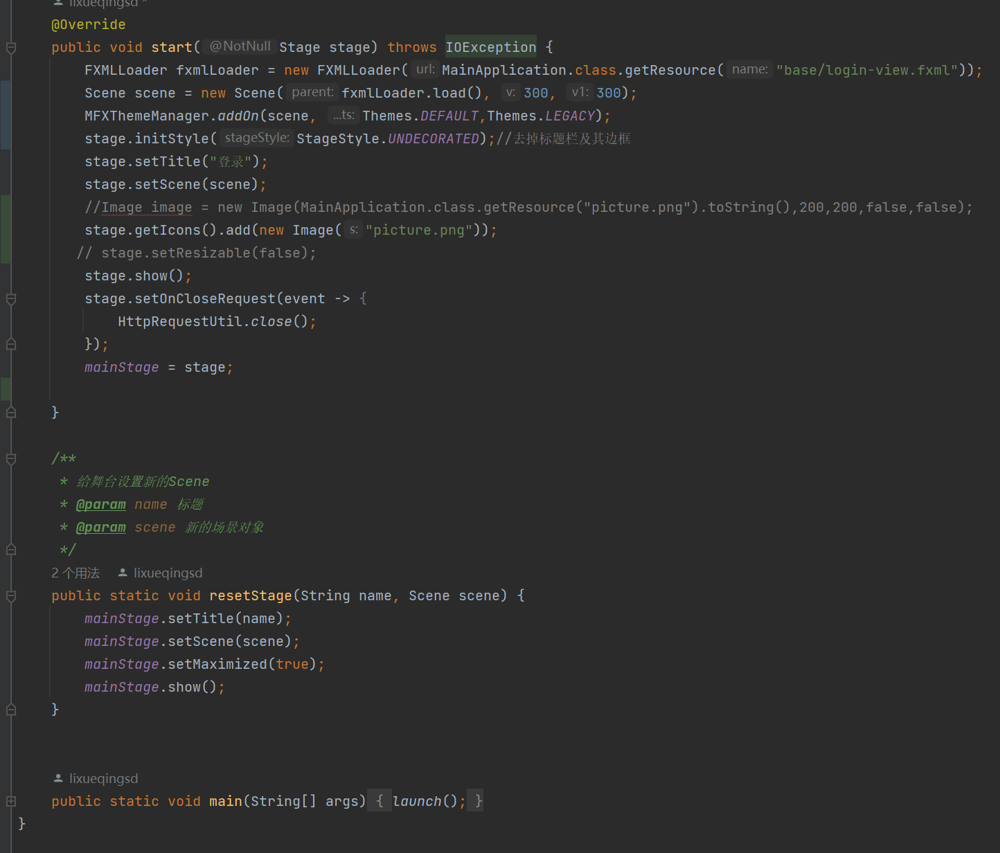 lixueqingsd *
@Override
public void start( @NotNull Stage stage) throws IOException {
FXMLLoader fxmlLoader = new FXMLLoader( url: MainApplication.class.getResource( name: "base/login-view.fxml"));
Scene scene = new Scene( parent: fxmlLoader.load(), v: 300, v1: 300);
MFXThemeManager.addOn(scene, ...ts: Themes.DEFAULT,Themes.LEGACY);
stage.initStyle( stageStyle: StageStyle.UNDECORATED);//去掉标题栏及其边框
stage.setTitle("登录");
stage.setScene(scene);
//Image image = new Image(MainApplication.class.getResource("picture.png").toString(),200,200,false,false);
stage.getIcons().add(new Image( s: "picture.png"));
// stage.setResizable(false);
stage.show();
stage.setOnCloseRequest(event -> {
HttpRequestUtil.close();
});
mainStage = stage;
}
/**
* 给舞台设置新的Scene
* @param name 标题
* @param scene 新的场景对象
*/
2 个用法 lixueqingsd
public static void resetStage(String name, Scene scene) {
mainStage.setTitle(name);
mainStage.setScene(scene);
mainStage.setMaximized(true);
mainStage.show();
}
lixueqingsd
public static void main(String[] args) { launch(); }
}